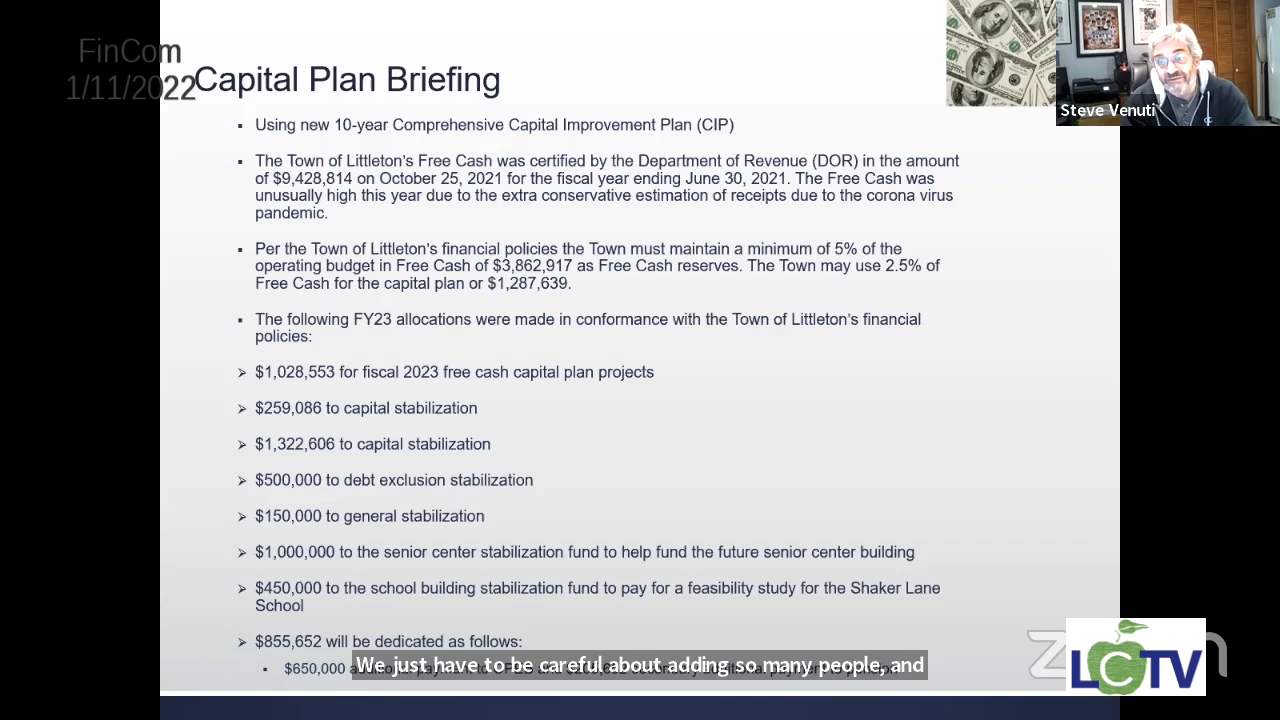 FinCom
1/11/2022
Capital Plan Briefing
Steve Venuti
▪ Using new 10-year Comprehensive Capital Improvement Plan (CIP)
▪ The Town of Littleton's Free Cash was certified by the Department of Revenue (DOR) in the amount
of $9,428,814 on October 25, 2021 for the fiscal year ending June 30, 2021. The Free Cash was
unusually high this year due to the extra conservative estimation of receipts due to the corona virus
pandemic.
▪ Per the Town of Littleton's financial policies the Town must maintain a minimum of 5% of the
operating budget in Free Cash of $3,862,917 as Free Cash reserves. The Town may use 2.5% of
Free Cash for the capital plan or $1,287,639.
▪ The following FY23 allocations were made in conformance with the Town of Littleton's financial
policies:
➢ $1,028,553 for fiscal 2023 free cash capital plan projects
➢ $259,086 to capital stabilization
➢ $1,322,606 to capital stabilization
➢ $500,000 to debt exclusion stabilization
➢ $150,000 to general stabilization
➢ $1,000,000 to the senior center stabilization fund to help fund the future senior center building
➢ $450,000 to the school building stabilization fund to pay for a feasibility study for the Shaker Lane
School
➢ $855,652 will be dedicated as follows:
▪ $650,000
We just have to be careful about adding so many people, and
LCTV